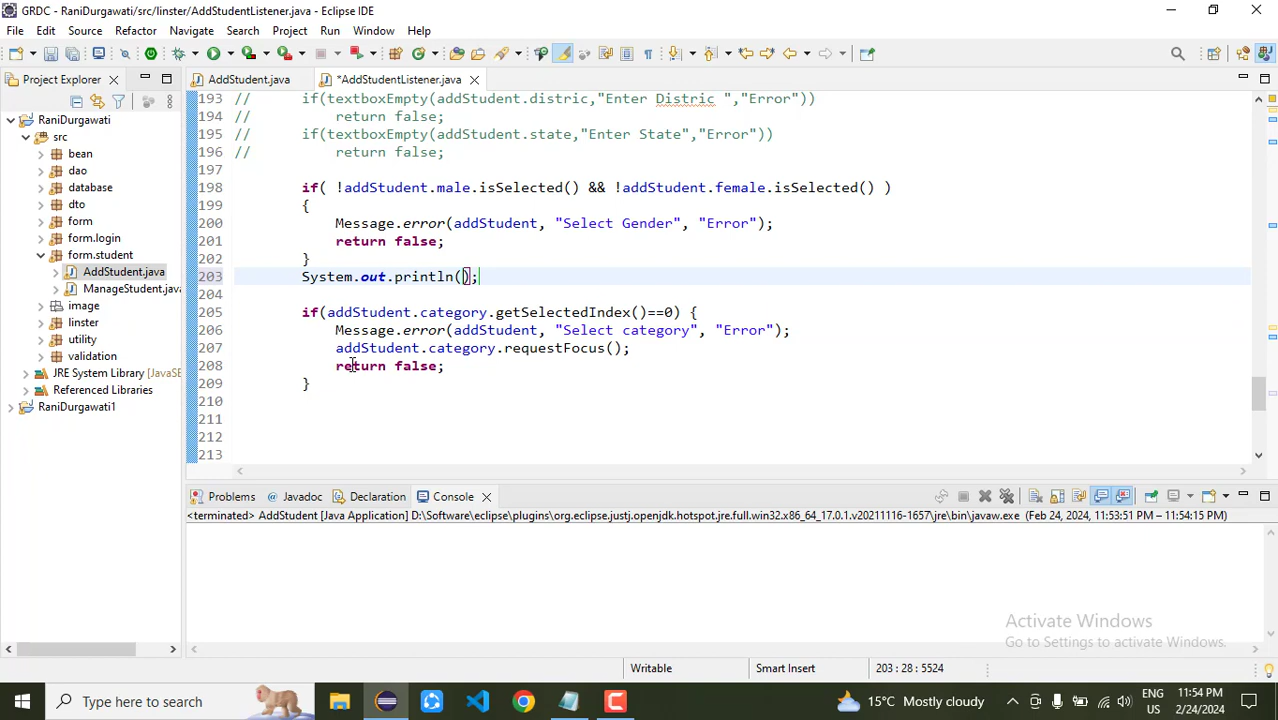 GRDC - RaniDurgawati/src/linster/AddStudentListener.java - Eclipse IDE
File Edit Source Refactor Navigate Search Project Run Window Help
Project Explorer
AddStudent.java
*AddStudentListener.java
RaniDurgawati
src
bean
dao
database
dto
form
form.login
form.student
AddStudent.java
ManageStudent.java
image
linster
utility
validation
JRE System Library [JavaSE
Referenced Libraries
RaniDurgawati1
193 // if(textboxEmpty(addStudent.distric,"Enter Distric ","Error"))
194 // return false;
195 // if(textboxEmpty(addStudent.state,"Enter State","Error"))
196 // return false;
197
198 if( !addStudent.male.isSelected() && !addStudent.female.isSelected() )
199 {
200 Message.error(addStudent, "Select Gender", "Error");
201 return false;
202 }
203 System.out.println();
204
205 if(addStudent.category.getSelectedIndex()==0) {
206 Message.error(addStudent, "Select category", "Error");
207 addStudent.category.requestFocus();
208 return false;
209 }
210
211
212
213
Problems Javadoc Declaration Console
<terminated> AddStudent [Java Application] D:\Software\eclipse\plugins\org.eclipse.justj.openjdk.hotspot.jre.full.win32.x86_64_17.0.1.v20211116-1657\jre\bin\javaw.exe (Feb 24, 2024, 11:53:51 PM – 11:54:15 PM)
Activate Windows
Go to Settings to activate Windows.
Writable Smart Insert 203 : 28 : 5524
Type here to search
15°C Mostly cloudy
ENG
US
11:54 PM
2/24/2024